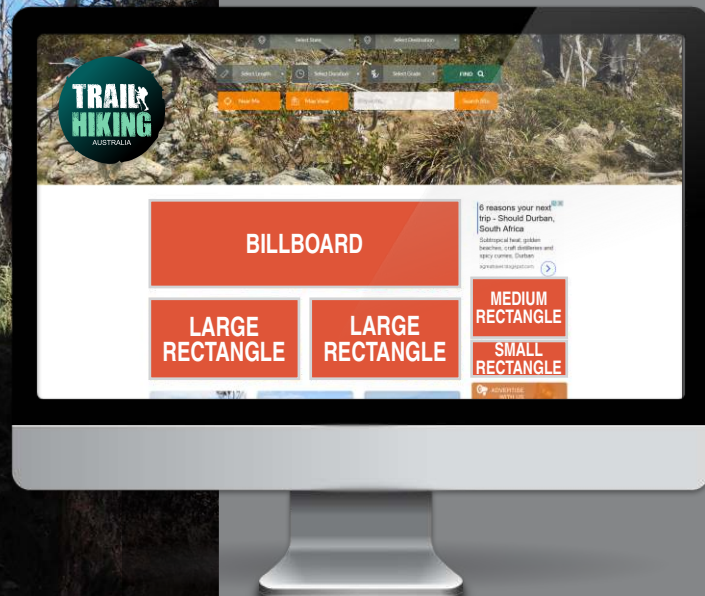 Select State
Select Destination
Select Length
Select Duration
Select Grade
FIND
Near Me
Map View
Search Site
TRAIL
HIKING
AUSTRALIA
BILLBOARD
LARGE
RECTANGLE
LARGE
RECTANGLE
6 reasons your next
trip - Should Durban,
South Africa
Subtropical heat, golden
beaches, craft distilleries and
spicy curries, Durban
MEDIUM
RECTANGLE
SMALL
RECTANGLE
ADVERTISE
WITH US